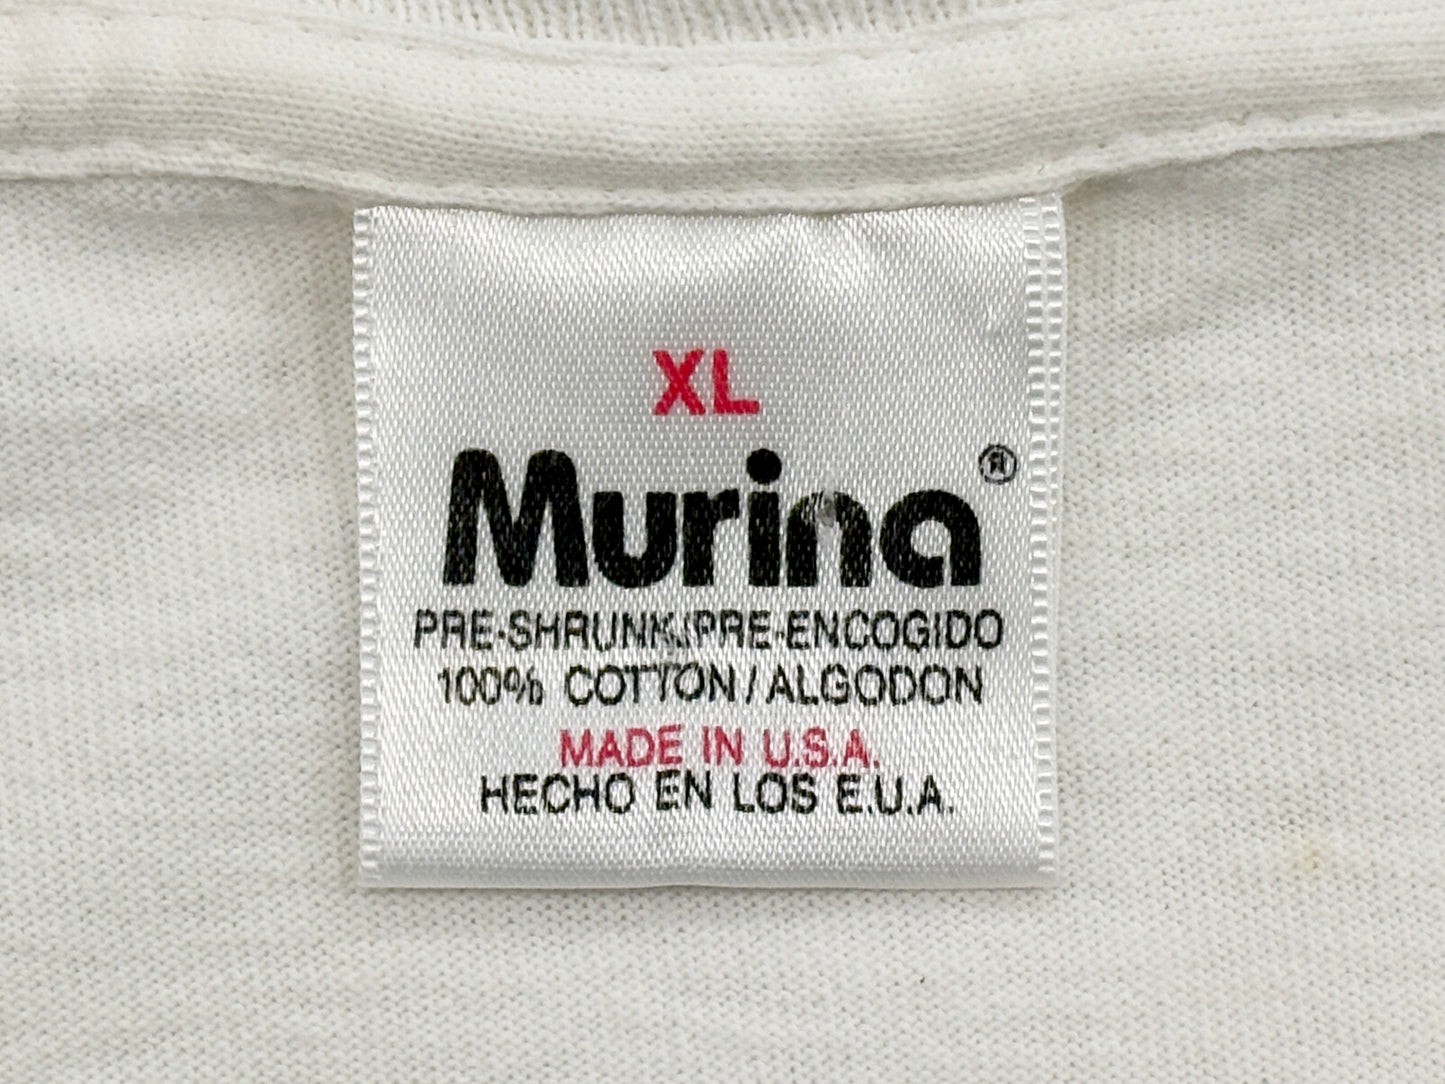 XL
Murina®
PRE-SHRUNK/PRE-ENCOGIDO
100% COTTON/ALGODON
MADE IN U.S.A.
HECHO EN LOS E.U.A.